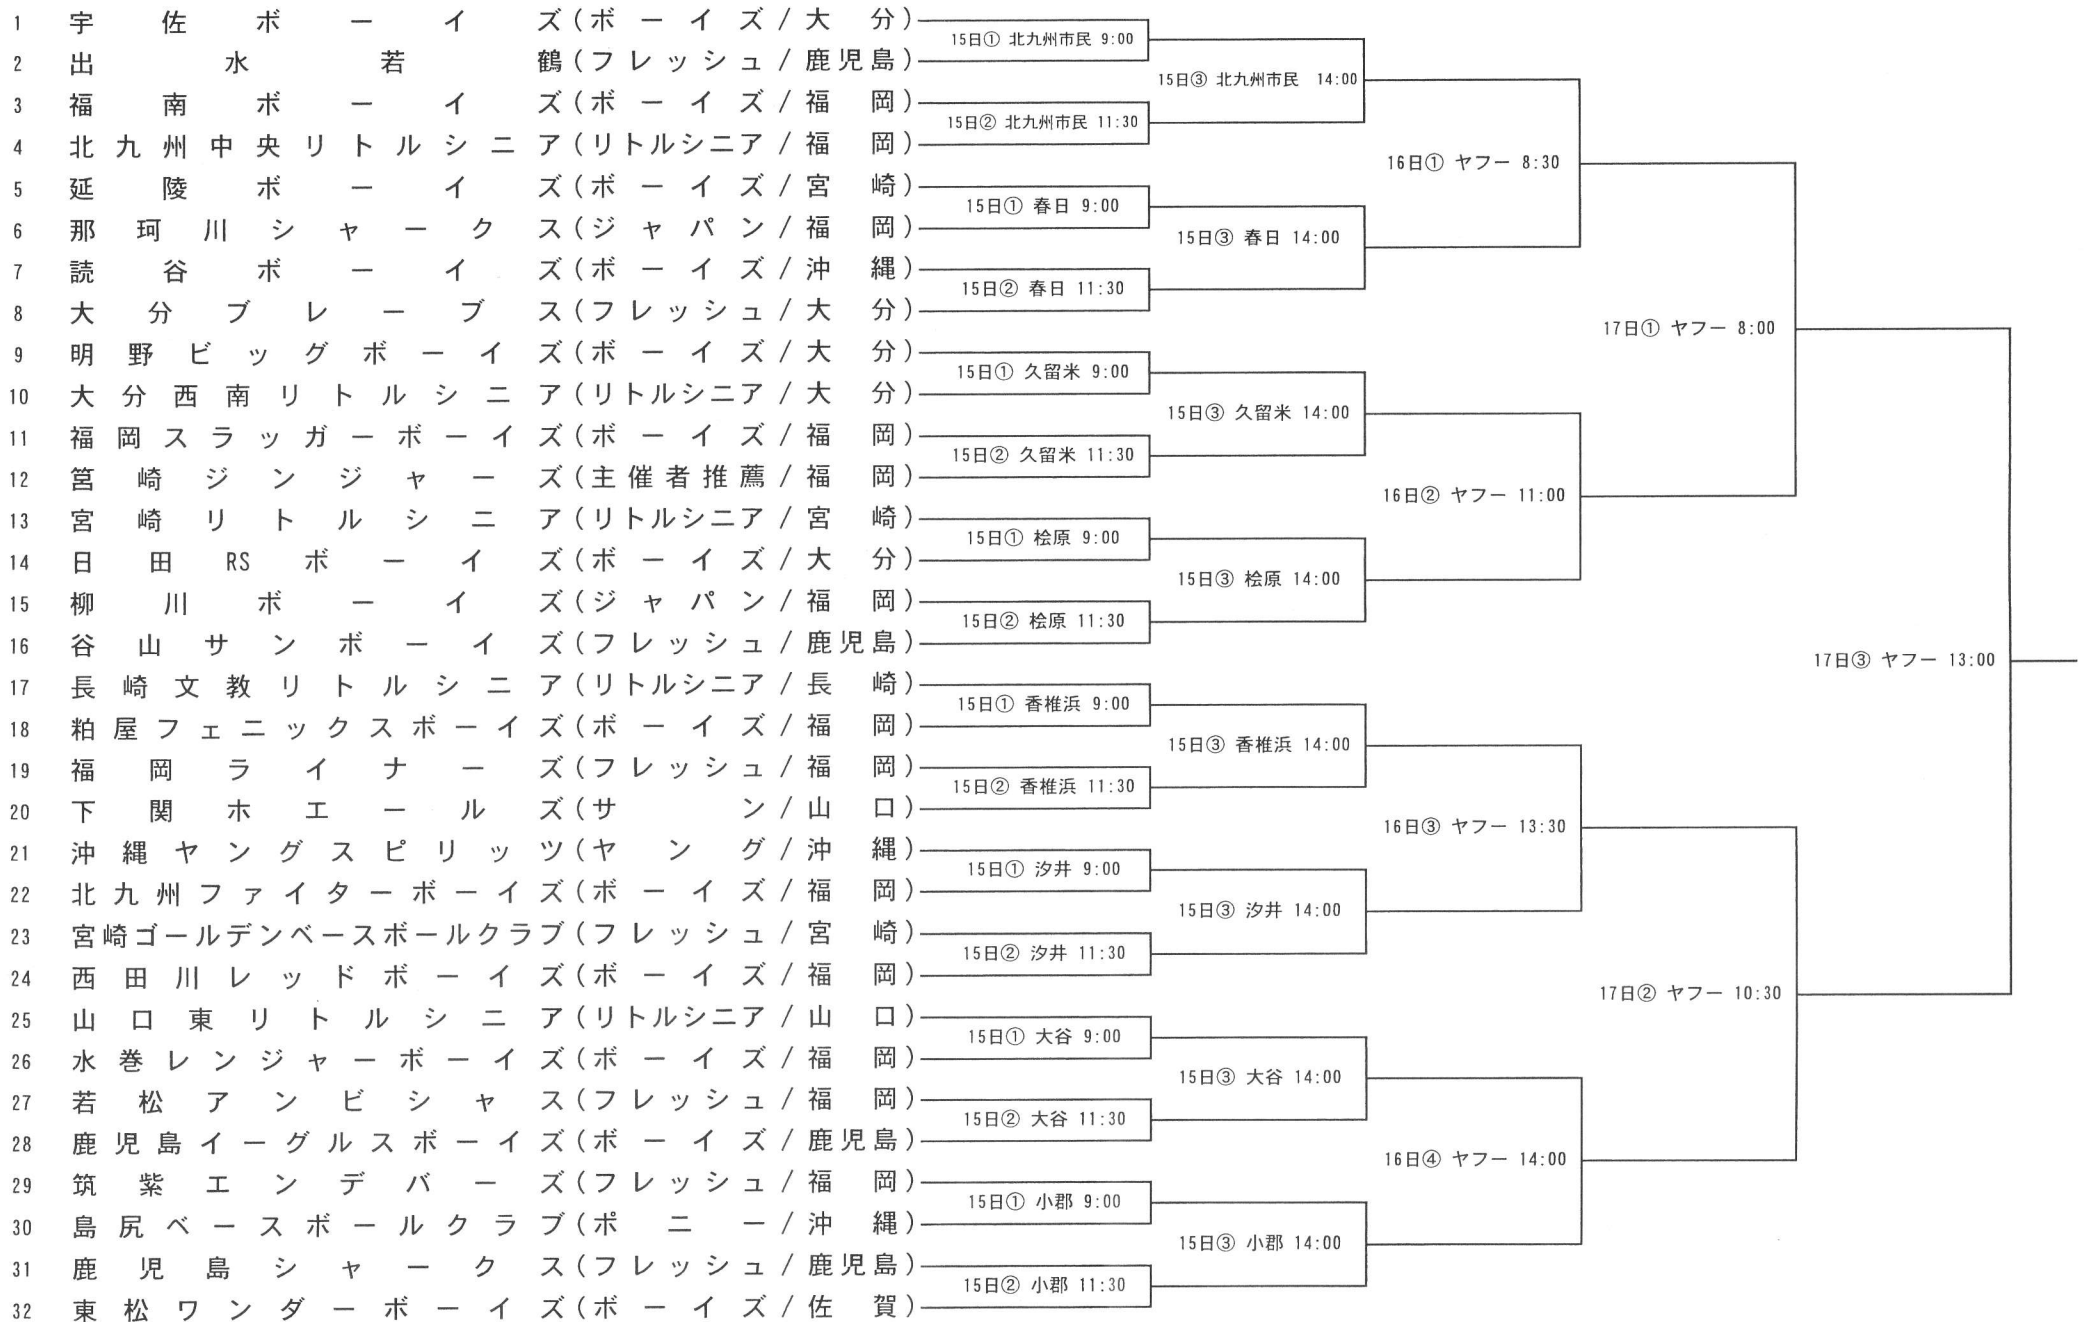 1 宇佐ボーイズ(ボーイズ/大分)
2 出水若鶴(フレッシュ/鹿児島)
3 福南ボーイズ(ボーイズ/福岡)
4 北九州中央リトルシニア(リトルシニア/福岡)
5 延陵ボーイズ(ボーイズ/宮崎)
6 那珂川シャークス(ジャパン/福岡)
7 読谷ボーイズ(ボーイズ/沖縄)
8 大分ブレーブス(フレッシュ/大分)
9 明野ビッグボーイズ(ボーイズ/大分)
10 大分西南リトルシニア(リトルシニア/大分)
11 福岡スラッガーボーイズ(ボーイズ/福岡)
12 筥崎ジンジャーズ(主催者推薦/福岡)
13 宮崎リトルシニア(リトルシニア/宮崎)
14 日田RSボーイズ(ボーイズ/大分)
15 柳川ボーイズ(ジャパン/福岡)
16 谷山サンボーイズ(フレッシュ/鹿児島)
17 長崎文教リトルシニア(リトルシニア/長崎)
18 粕屋フェニックスボーイズ(ボーイズ/福岡)
19 福岡ライナーズ(フレッシュ/福岡)
20 下関ホエールズ(サン/山口)
21 沖縄ヤングスピリッツ(ヤング/沖縄)
22 北九州ファイターボーイズ(ボーイズ/福岡)
23 宮崎ゴールデンベースボールクラブ(フレッシュ/宮崎)
24 西田川レッドボーイズ(ボーイズ/福岡)
25 山口東リトルシニア(リトルシニア/山口)
26 水巻レンジャーボーイズ(ボーイズ/福岡)
27 若松アンビシャス(フレッシュ/福岡)
28 鹿児島イーグルスボーイズ(ボーイズ/鹿児島)
29 筑紫エンデバーズ(フレッシュ/福岡)
30 島尻ベースボールクラブ(ポニー/沖縄)
31 鹿児島シャークス(フレッシュ/鹿児島)
32 東松ワンダーボーイズ(ボーイズ/佐賀)
15日① 北九州市民 9:00
15日② 北九州市民 11:30
15日① 春日 9:00
15日② 春日 11:30
15日① 久留米 9:00
15日② 久留米 11:30
15日① 桧原 9:00
15日② 桧原 11:30
15日① 香椎浜 9:00
15日② 香椎浜 11:30
15日① 汐井 9:00
15日② 汐井 11:30
15日① 大谷 9:00
15日② 大谷 11:30
15日① 小郡 9:00
15日② 小郡 11:30
15日③ 北九州市民 14:00
15日③ 春日 14:00
15日③ 久留米 14:00
15日③ 桧原 14:00
15日③ 香椎浜 14:00
15日③ 汐井 14:00
15日③ 大谷 14:00
15日③ 小郡 14:00
16日① ヤフー 8:30
16日② ヤフー 11:00
16日③ ヤフー 13:30
16日④ ヤフー 14:00
17日① ヤフー 8:00
17日② ヤフー 10:30
17日③ ヤフー 13:00